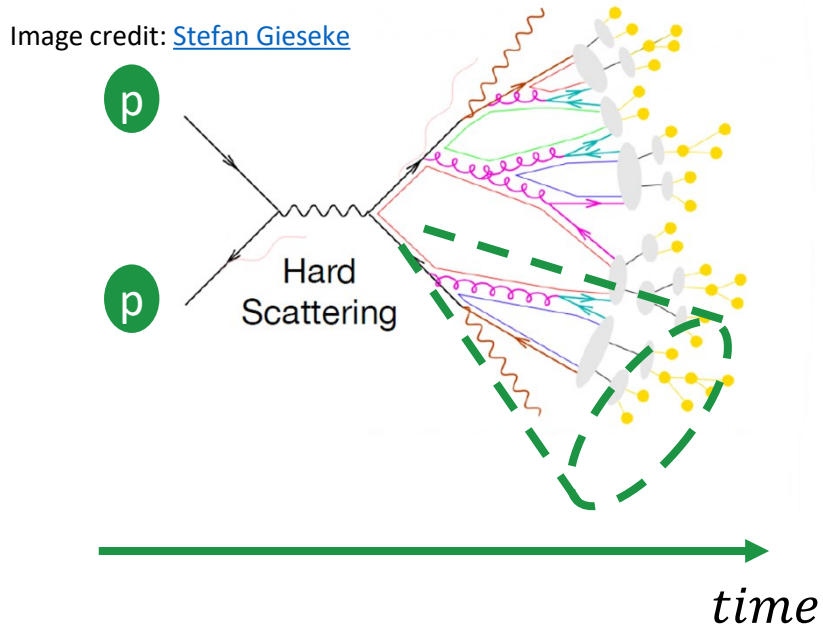 Image credit: Stefan Gieseke
p
p
Hard
Scattering
time